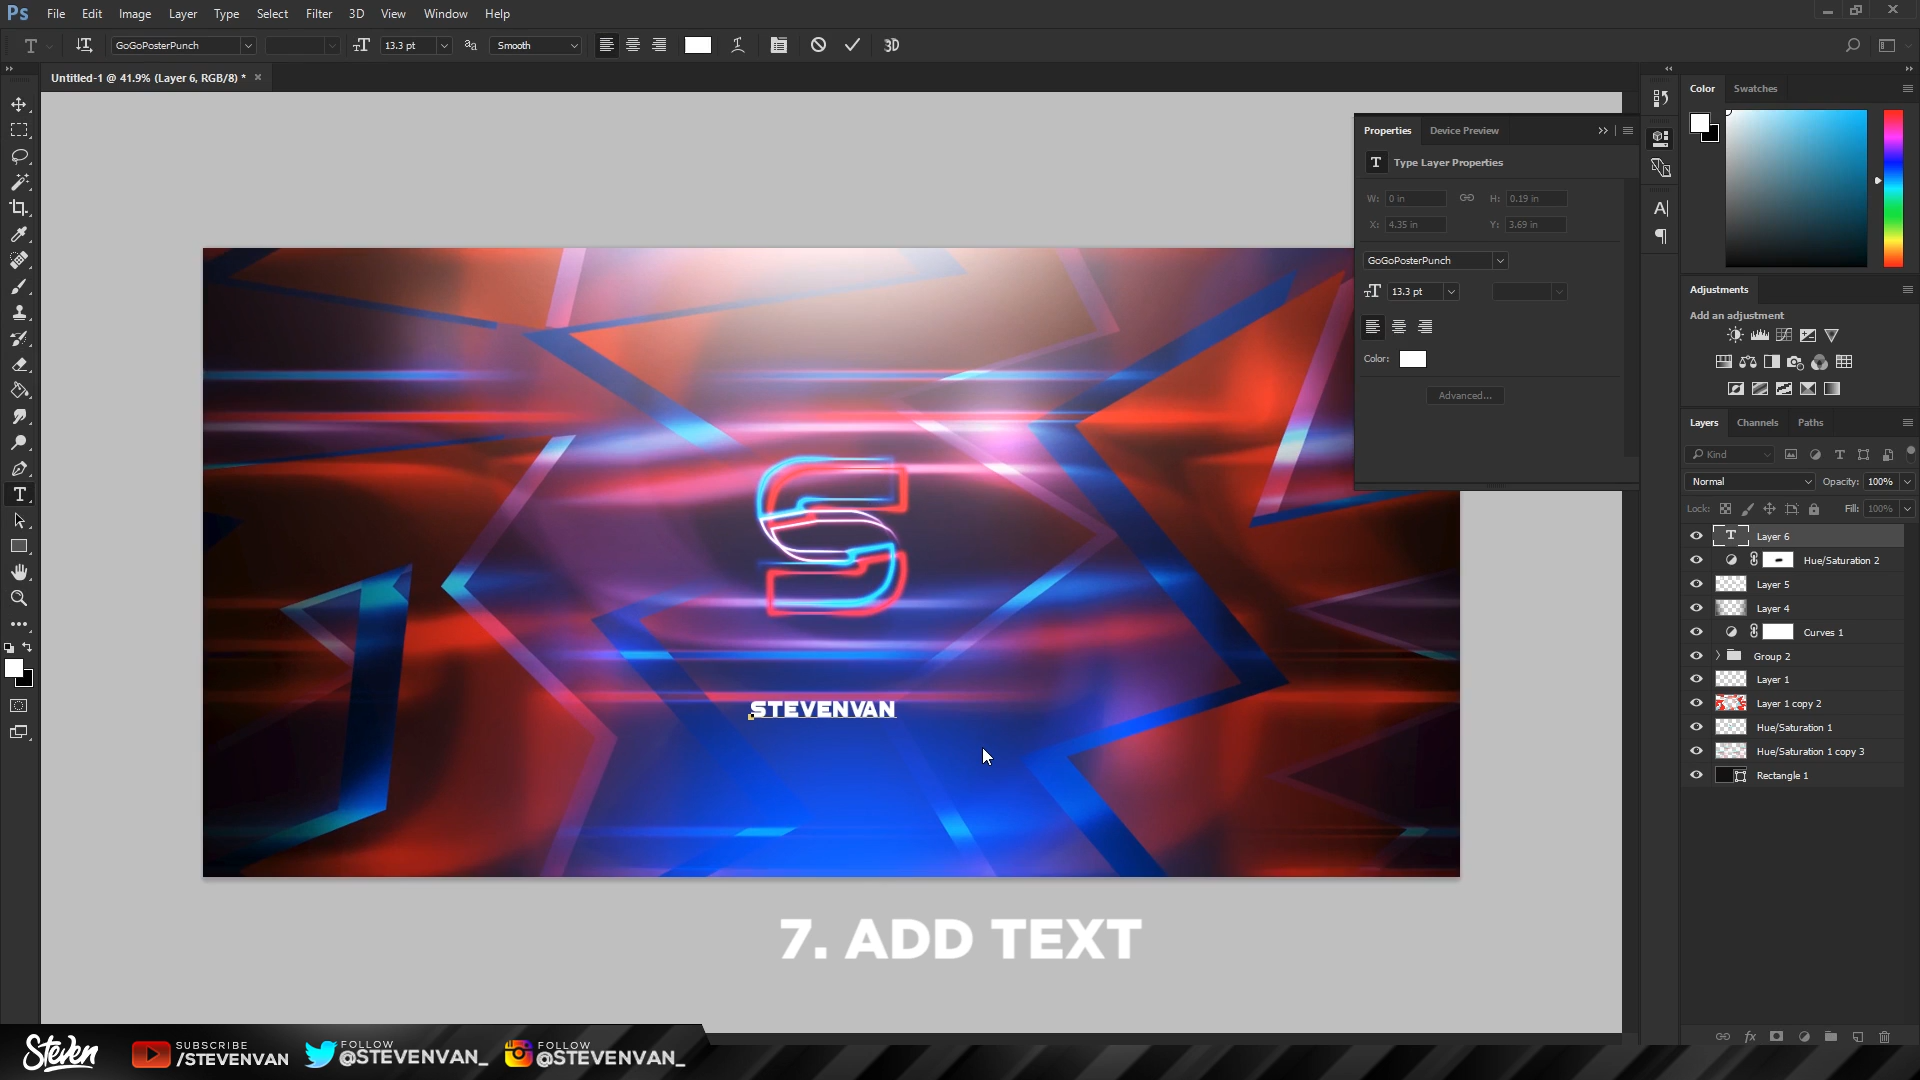 Ps File Edit Image Layer Type Select Filter 3D View Window Help
T GoGoPosterPunch 13.3 pt aa Smooth 3D
Untitled-1 @ 41.9% (Layer 6, RGB/8) * ×
Color Swatches
Properties Device Preview
T Type Layer Properties
W: 0 in H: 0.19 in
X: 4.35 in Y: 3.69 in
GoGoPosterPunch
13.3 pt
Color:
Advanced...
Adjustments
Add an adjustment
Layers Channels Paths
Kind
Normal Opacity: 100%
Lock: Fill: 100%
T Layer 6
Hue/Saturation 2
Layer 5
Layer 4
Curves 1
Group 2
Layer 1
Layer 1 copy 2
Hue/Saturation 1
Hue/Saturation 1 copy 3
Rectangle 1
S
STEVENVAN
7. ADD TEXT
Steven
SUBSCRIBE
/STEVENVAN
FOLLOW
@STEVENVAN_
FOLLOW
@STEVENVAN_